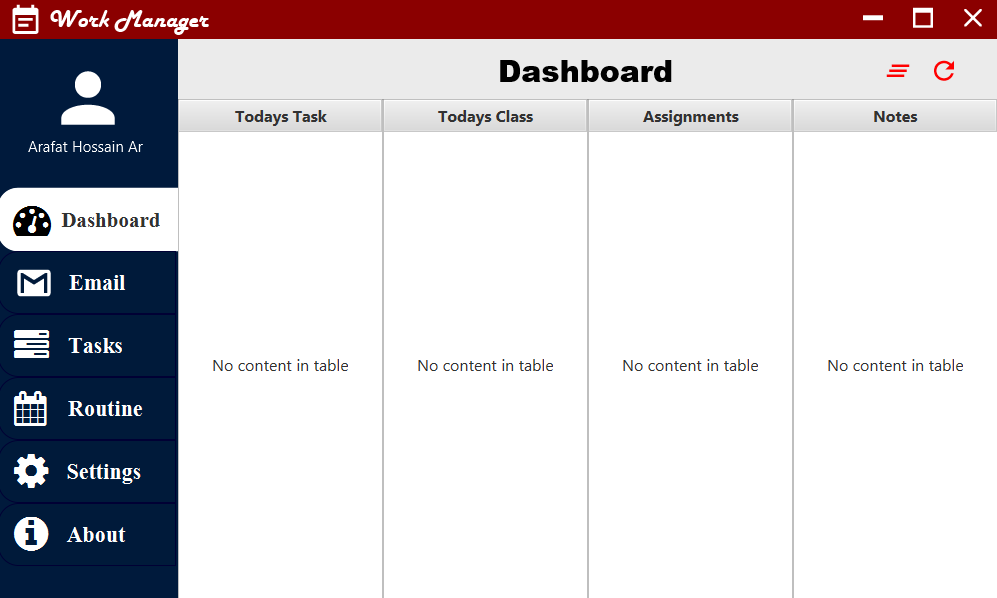 Work Manager
Arafat Hossain Ar
Dashboard
Email
Tasks
Routine
Settings
About
Dashboard
Todays Task
Todays Class
Assignments
Notes
No content in table
No content in table
No content in table
No content in table